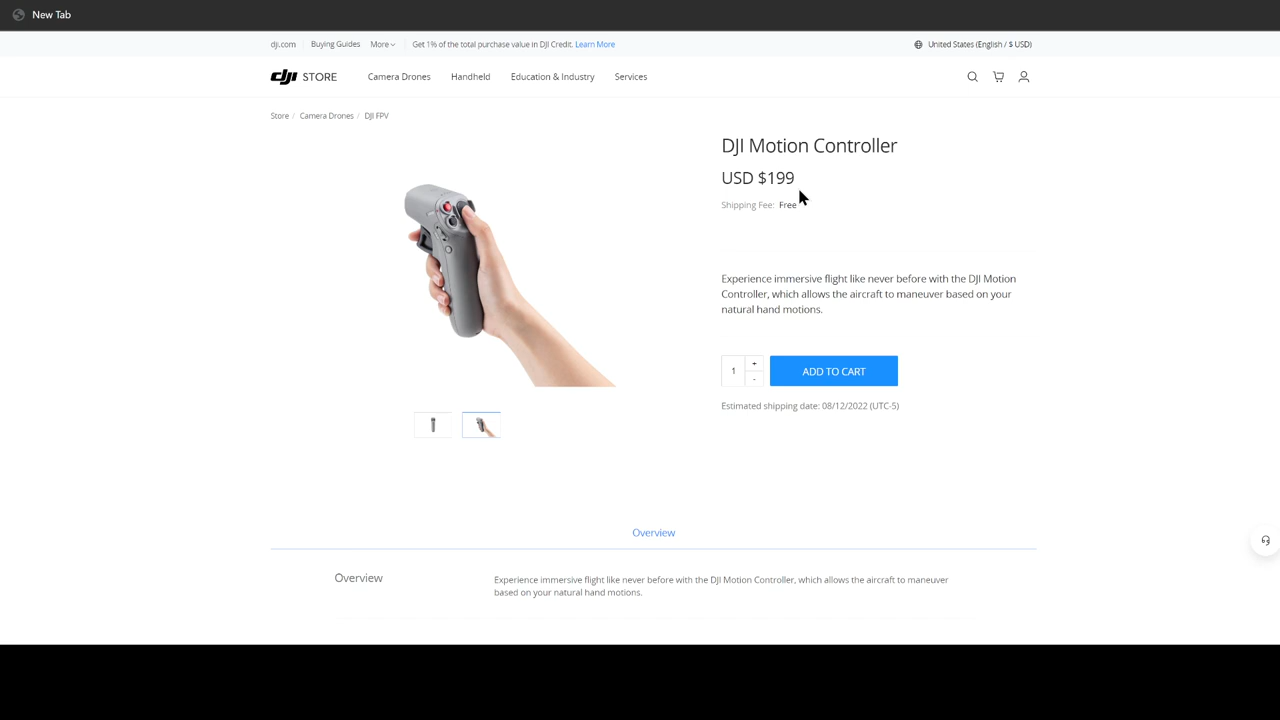 New Tab
dji.com Buying Guides More Get 1% of the total purchase value in DJI Credit. Learn More United States (English / $ USD)
dji STORE Camera Drones Handheld Education & Industry Services
Store / Camera Drones / DJI FPV
DJI Motion Controller
USD $199
Shipping Fee: Free
Experience immersive flight like never before with the DJI Motion
Controller, which allows the aircraft to maneuver based on your
natural hand motions.
1 + - ADD TO CART
Estimated shipping date: 08/12/2022 (UTC-5)
Overview
Overview
Experience immersive flight like never before with the DJI Motion Controller, which allows the aircraft to maneuver
based on your natural hand motions.